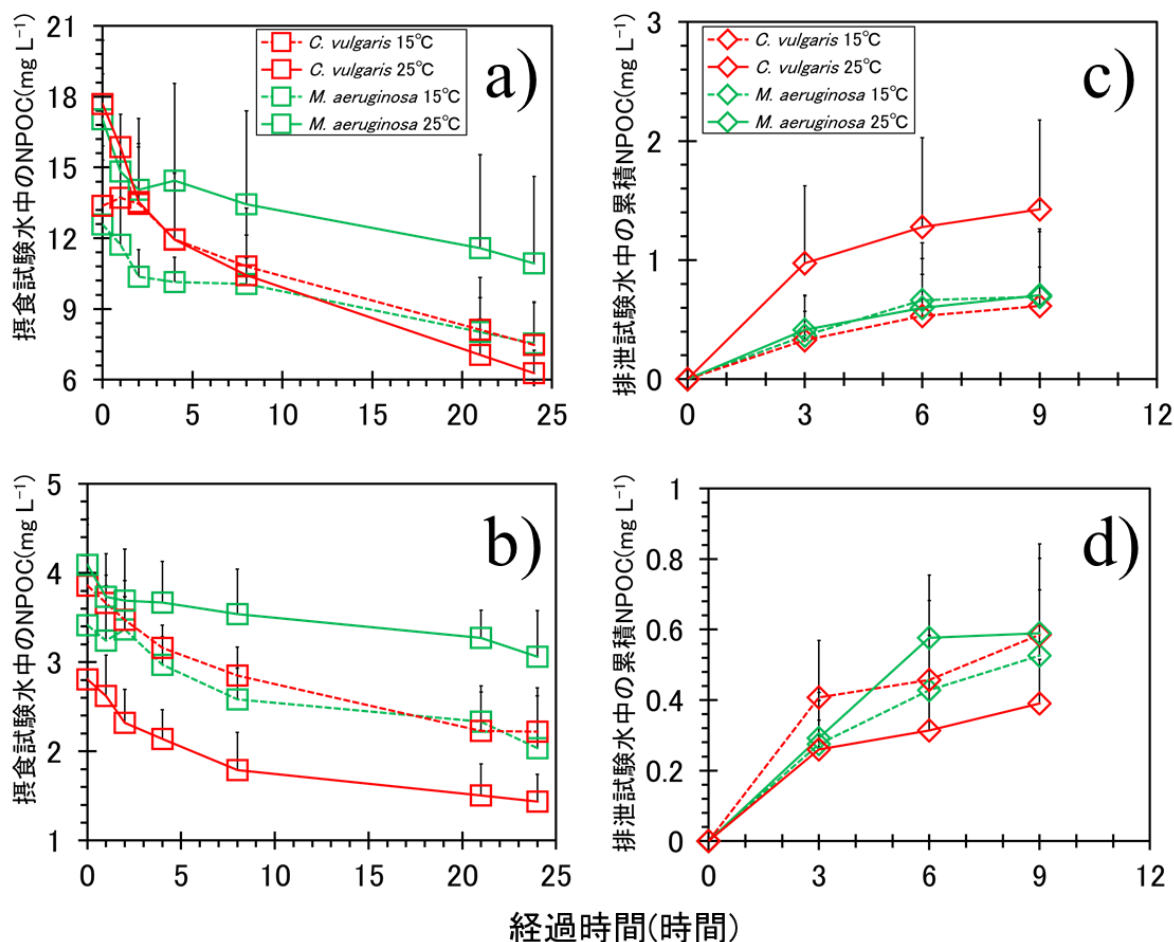 摂食試験水中のNPOC(mg L⁻¹)
21
18
15
12
9
6
0 5 10 15 20 25
C. vulgaris 15℃
C. vulgaris 25℃
M. aeruginosa 15℃
M. aeruginosa 25℃
a)
排泄試験水中の累積NPOC(mg L⁻¹)
3
2
1
0
0 3 6 9 12
C. vulgaris 15℃
C. vulgaris 25℃
M. aeruginosa 15℃
M. aeruginosa 25℃
c)
摂食試験水中のNPOC(mg L⁻¹)
5
4
3
2
1
0 5 10 15 20 25
b)
排泄試験水中の累積NPOC(mg L⁻¹)
1
0.8
0.6
0.4
0.2
0
0 3 6 9 12
d)
経過時間(時間)